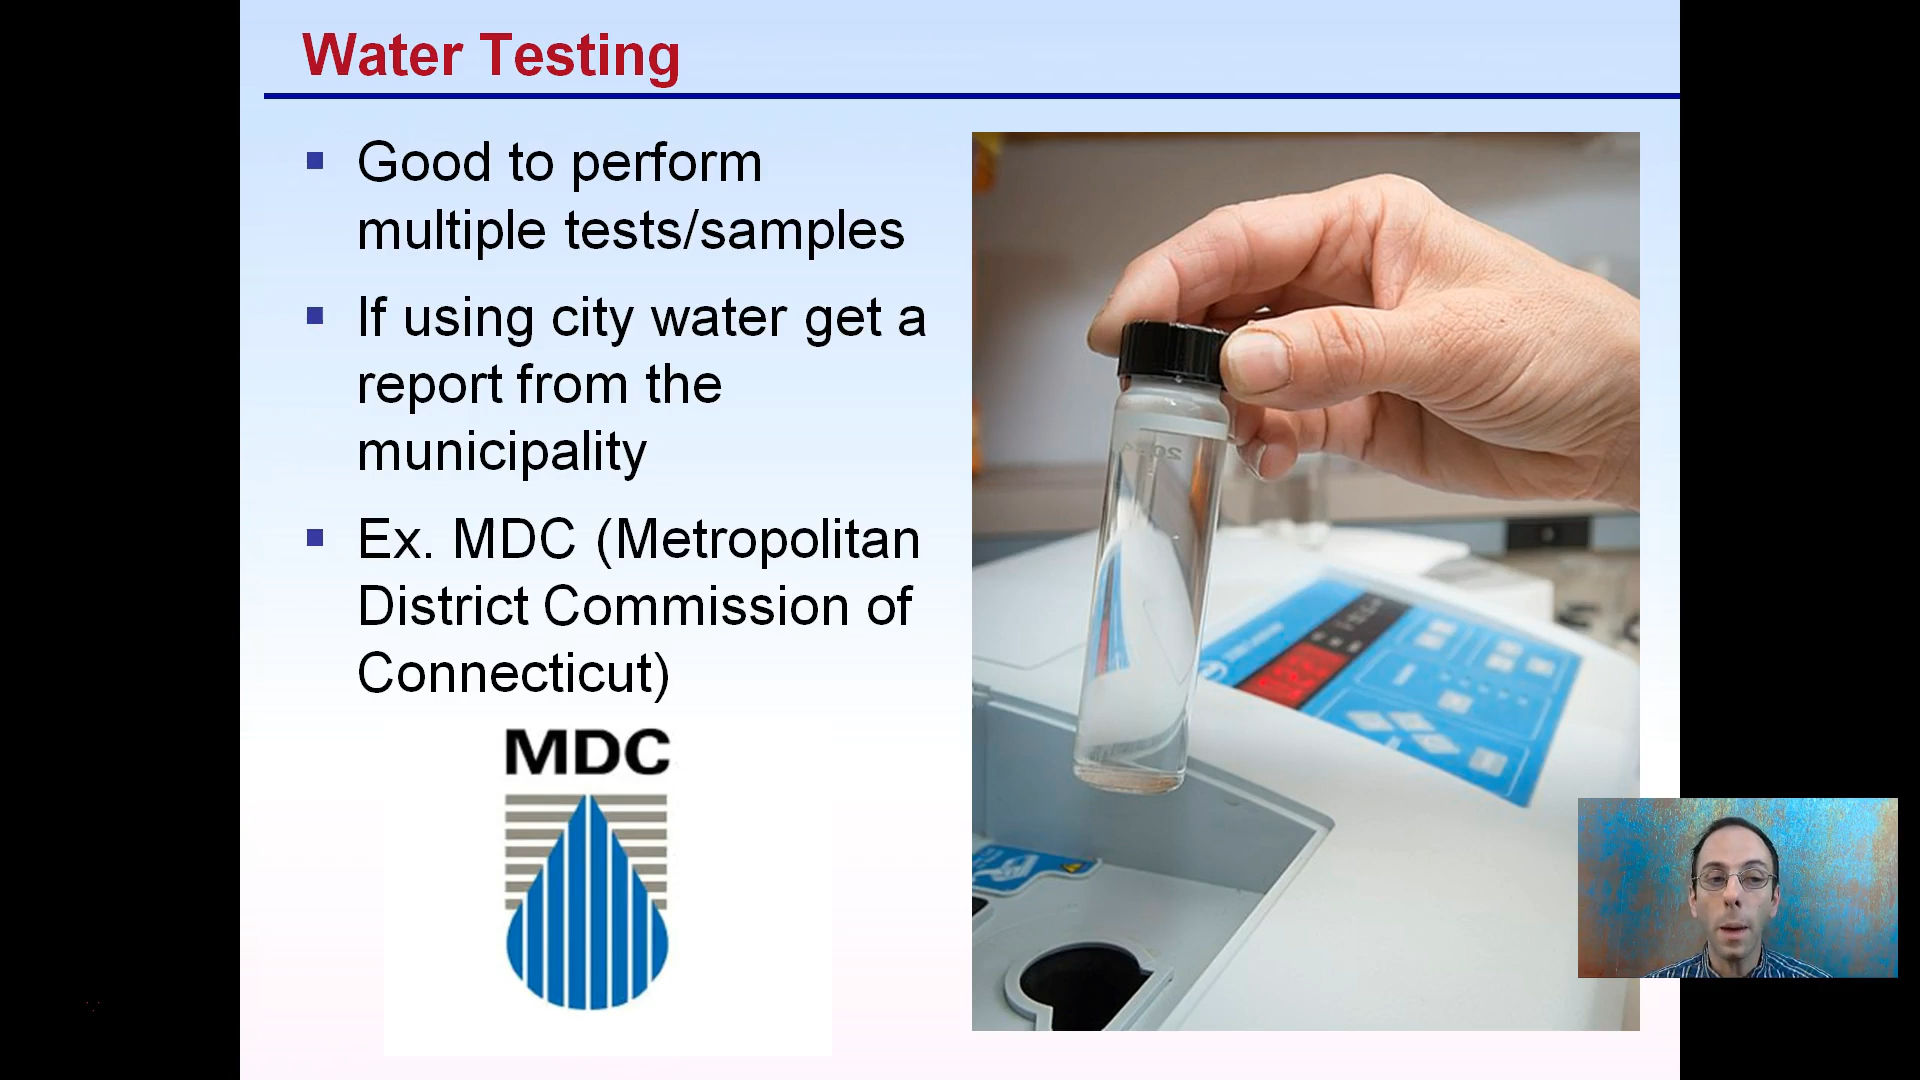 Water Testing
Good to perform
multiple tests/samples
If using city water get a
report from the
municipality
Ex. MDC (Metropolitan
District Commission of
Connecticut)
MDC